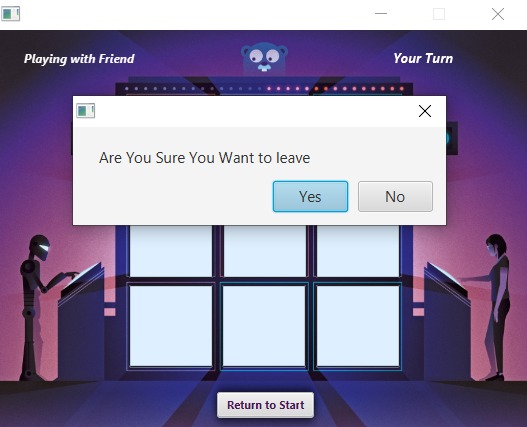 Playing with Friend
Your Turn
Are You Sure You Want to leave
Yes
No
Return to Start